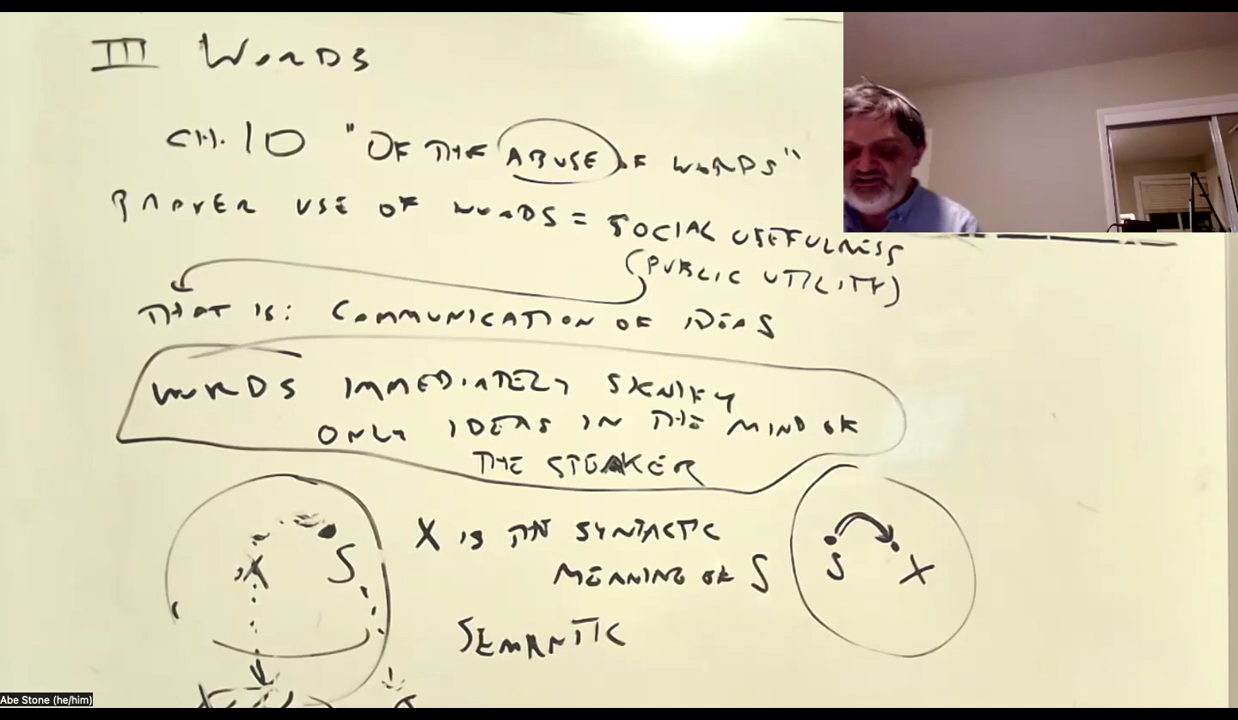 III WORDS
CH. 10 "OF THE ABUSE OF WORDS"
PROPER USE OF WORDS = SOCIAL USEFULNESS
(PUBLIC UTILITY)
THAT IS: COMMUNICATION OF IDEAS
WORDS IMMEDIATELY SIGNIFY
ONLY IDEAS IN THE MIND OF
THE SPEAKER
X IS THE SYNTACTIC
MEANING OF S
SEMANTIC
X S
S X
Abe Stone (he/him)